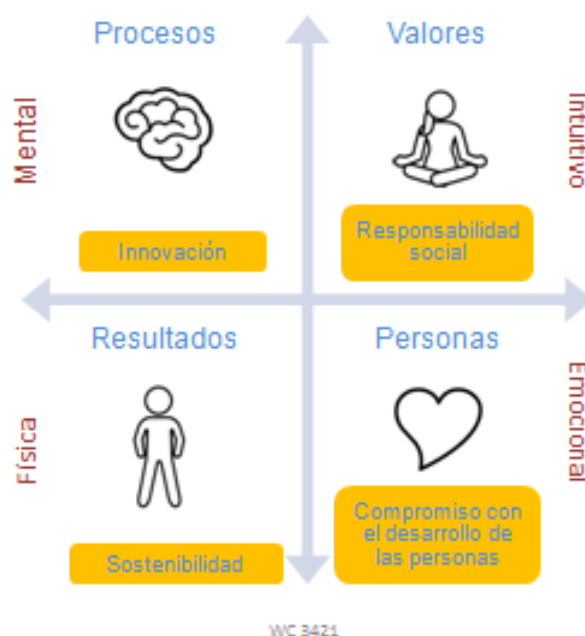 Procesos
Valores
Mental
Intuitivo
Innovación
Responsabilidad
social
Resultados
Personas
Física
Emocional
Sostenibilidad
Compromiso con
el desarrollo de
las personas
WC 3421